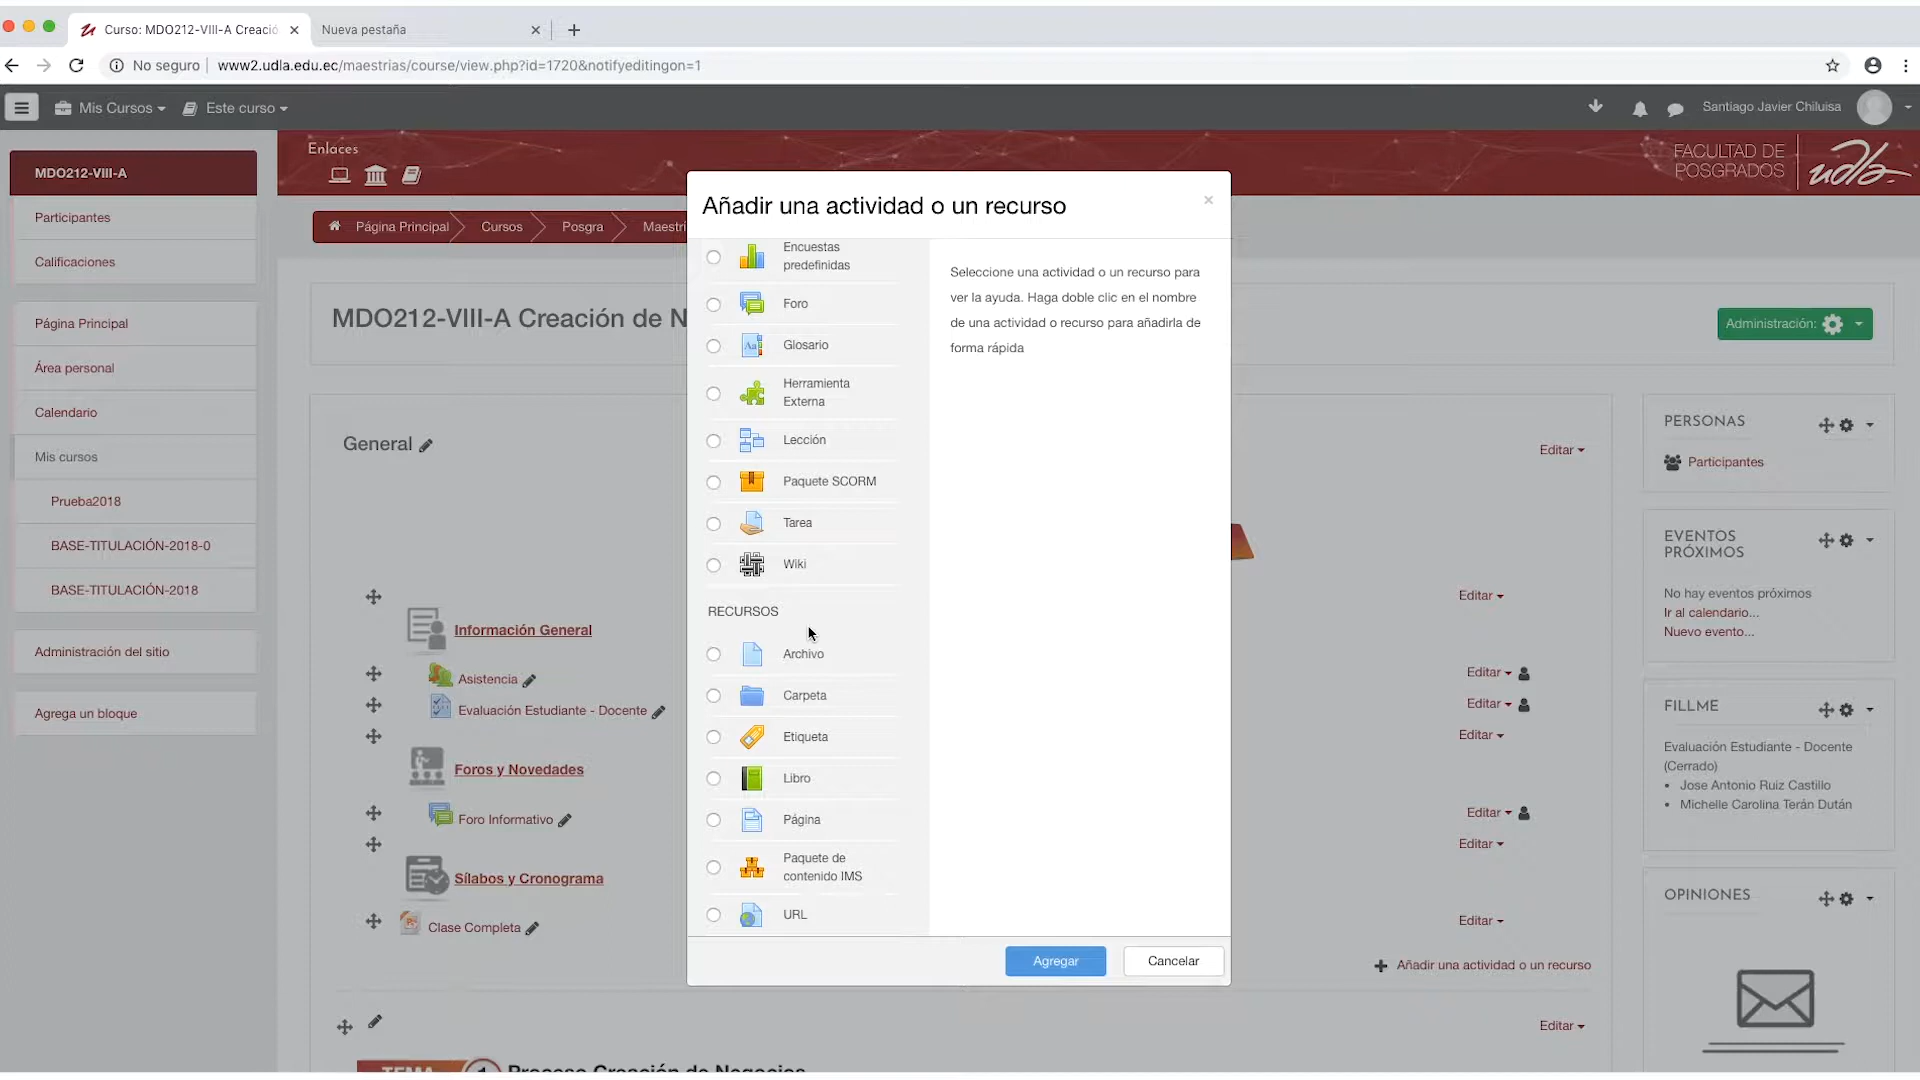 Curso: MDO212-VIII-A Creació
Nueva pestaña
No seguro
www2.udla.edu.ec/maestrias/course/view.php?id=1720&notifyeditingon=1
Mis Cursos
Este curso
Santiago Javier Chiluisa
Enlaces
FACULTAD DE
POSGRADOS
udla
MDO212-VIII-A
Participantes
Calificaciones
Página Principal
Área personal
Calendario
Mis cursos
Prueba2018
BASE-TITULACIÓN-2018-0
BASE-TITULACIÓN-2018
Administración del sitio
Agrega un bloque
Página Principal
Cursos
Posgra
Maestrí
MDO212-VIII-A Creación de N
Administración:
General
Editar
Información General
Editar
Asistencia
Editar
Evaluación Estudiante - Docente
Editar
Foros y Novedades
Editar
Foro Informativo
Editar
Sílabos y Cronograma
Editar
Clase Completa
Editar
Añadir una actividad o un recurso
Editar
TEMA 1
Proceso Creación de Negocios
Añadir una actividad o un recurso
×
Encuestas
predefinidas
Foro
Glosario
Herramienta
Externa
Lección
Paquete SCORM
Tarea
Wiki
RECURSOS
Archivo
Carpeta
Etiqueta
Libro
Página
Paquete de
contenido IMS
URL
Seleccione una actividad o un recurso para
ver la ayuda. Haga doble clic en el nombre
de una actividad o recurso para añadirla de
forma rápida
Agregar
Cancelar
PERSONAS
Participantes
EVENTOS
PRÓXIMOS
No hay eventos próximos
Ir al calendario...
Nuevo evento...
FILLME
Evaluación Estudiante - Docente
(Cerrado)
Jose Antonio Ruiz Castillo
Michelle Carolina Terán Dután
OPINIONES